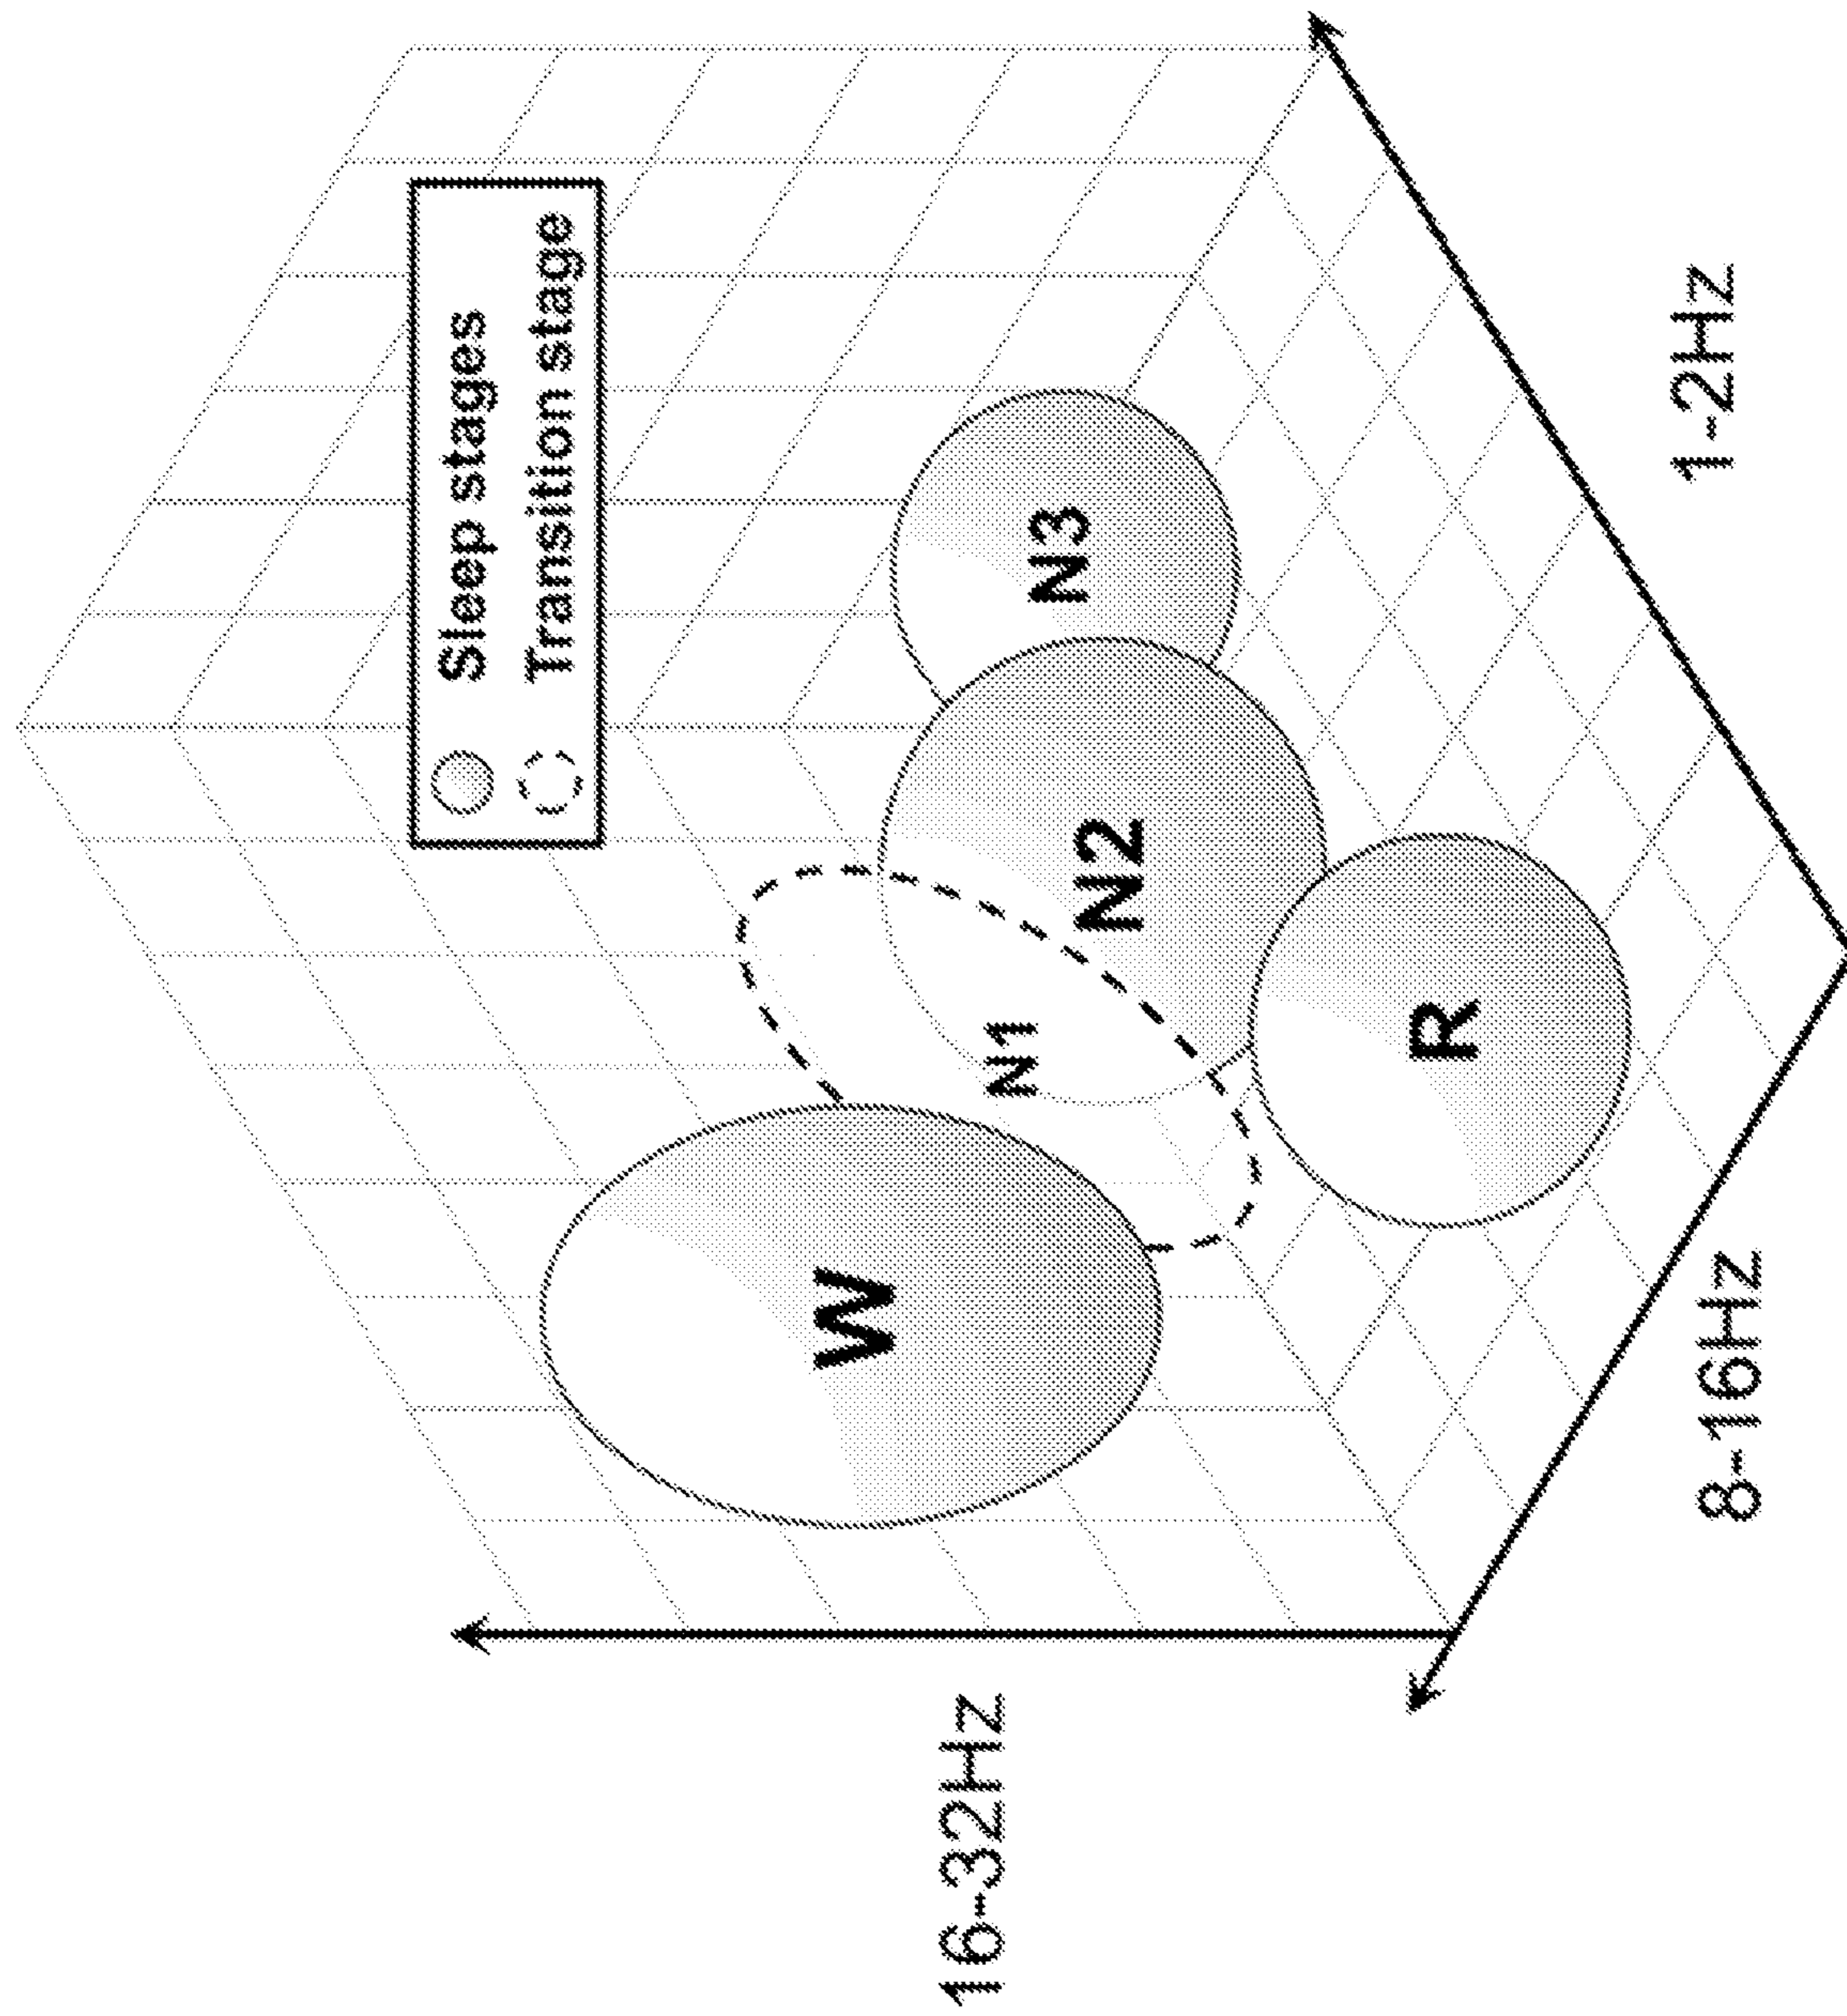 Sleep stages
Transition stage
W
N1
N2
N3
R
16-32Hz
8-16Hz
1-2Hz